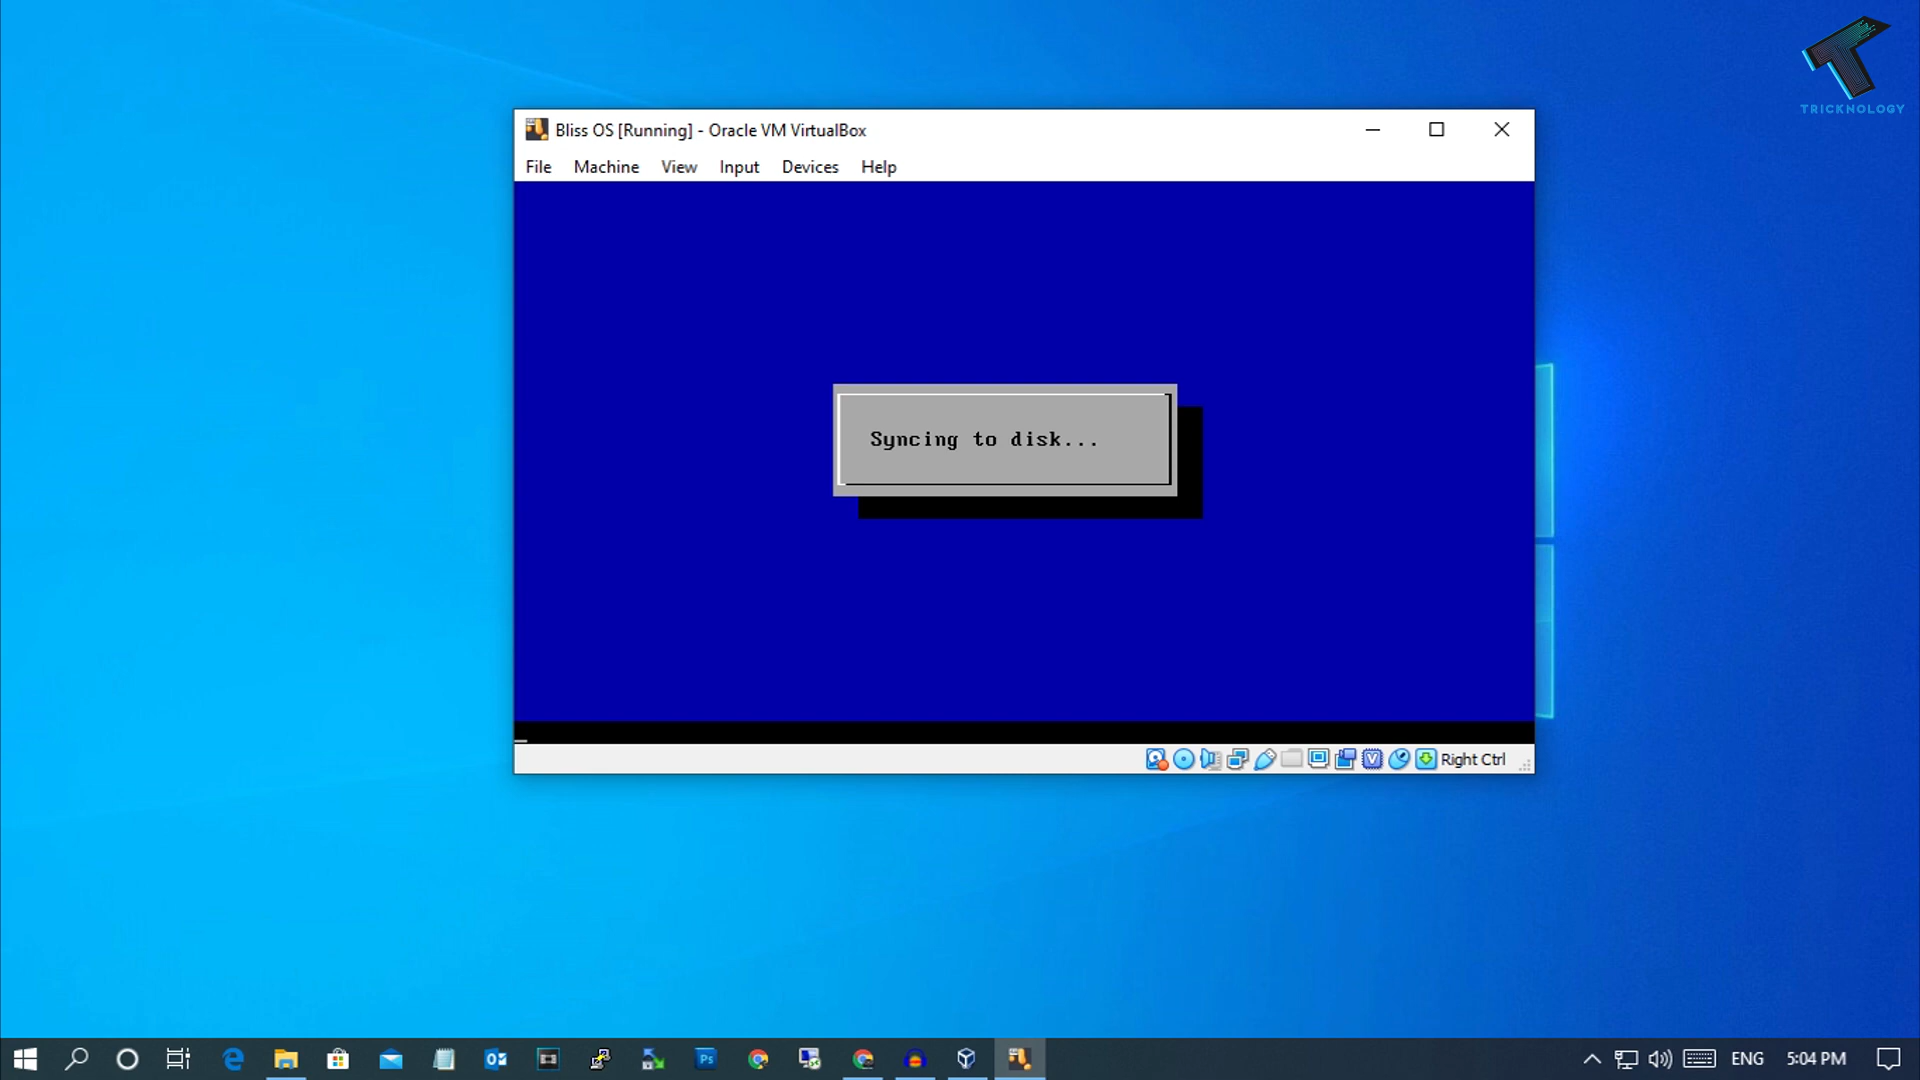 TRICKNOLOGY
Bliss OS [Running] - Oracle VM VirtualBox
File Machine View Input Devices Help
Syncing to disk...
Right Ctrl
Ps
ENG 5:04 PM